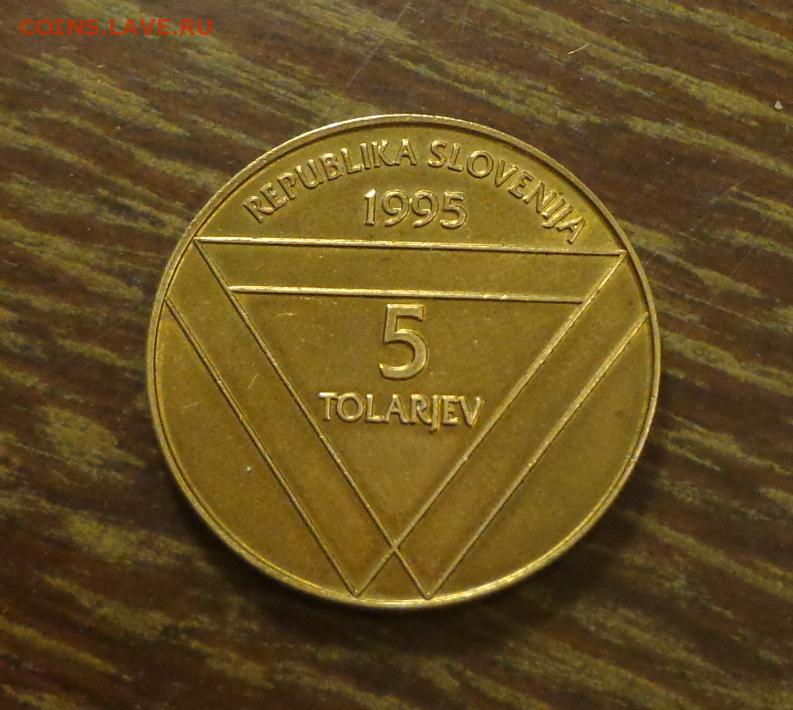 COINS.LAVE.RU
REPUBLIKA SLOVENIJA
1995
5
TOLARJEV